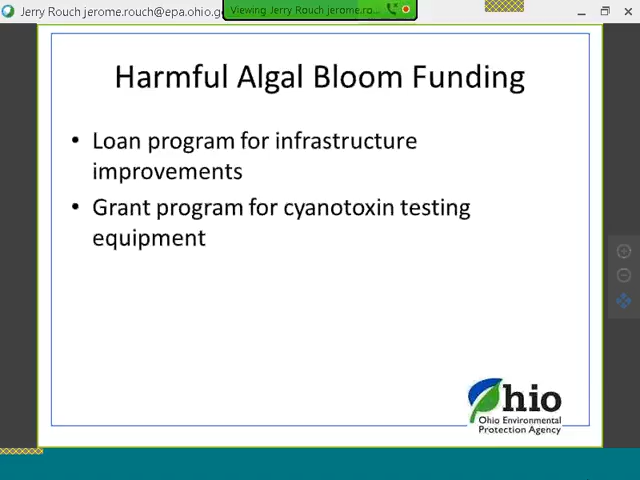 Jerry Rouch jerome.rouch@epa.ohio.g
Viewing Jerry Rouch jerome.ro...
Harmful Algal Bloom Funding
• Loan program for infrastructure
improvements
• Grant program for cyanotoxin testing
equipment
Ohio
Ohio Environmental
Protection Agency